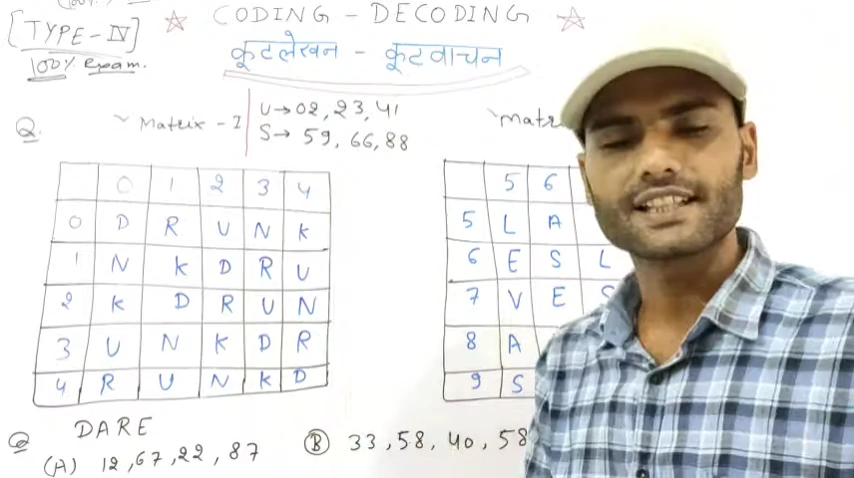 [TYPE-IV] ☆ CODING - DECODING ☆
100% Exam. कूटलेखन - कूटवाचन
Q. Matrix - I U→02, 23, 41
S→ 59, 66, 88
0 1 2 3 4
0 D R U N K
1 N K D R U
2 K D R U N
3 U N K D R
4 R U N K D
5 6
5 L A
6 E S L
7 V E S
8 A
9 S
Q DARE
(A) 12, 67, 22, 87 (B) 33, 58, 40, 58